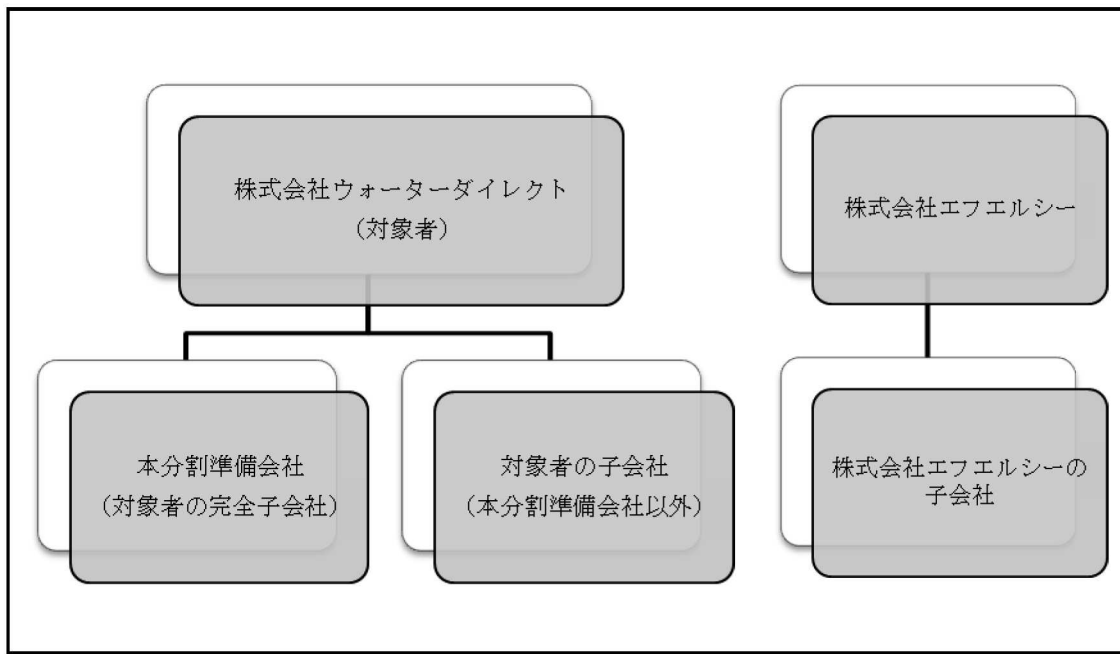 株式会社ウォーターダイレクト
（対象者）
株式会社エフエルシー
本分割準備会社
（対象者の完全子会社）
対象者の子会社
（本分割準備会社以外）
株式会社エフエルシーの
子会社